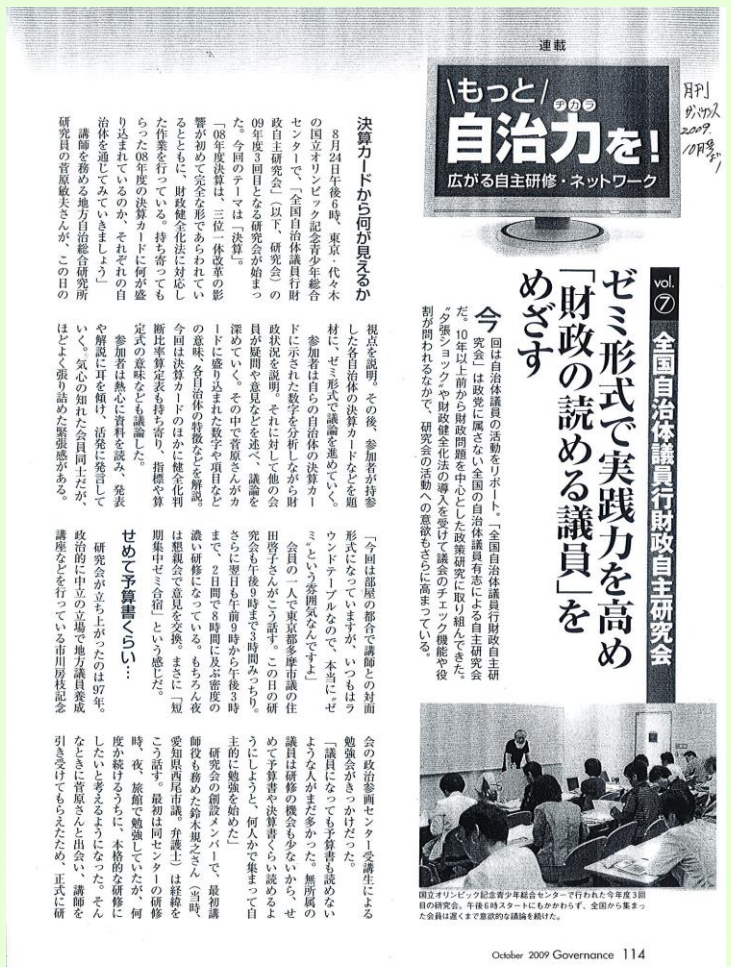 連載
\もっと/
自治力を!
チカラ
広がる自主研修・ネットワーク
月刊
ガバナンス
2009.
10月号より
vol.⑦ 全国自治体議員行財政自主研究会
ゼミ形式で実践力を高め
「財政の読める議員」を
めざす
今回は自治体議員の活動をリポート。「全国自治体議員行財政自主研
究会」は政党に属さない全国の自治体議員有志による自主研究会
だ。10年以上前から財政問題を中心とした政策研究に取り組んできた。
〝夕張ショック〟や財政健全化法の導入を受けて議会のチェック機能や役
割が問われるなかで、研究会の活動への意欲もさらに高まっている。
決算カードから何が見えるか
8月24日午後6時、東京・代々木
の国立オリンピック記念青少年総合
センターで、「全国自治体議員行財
政自主研究会」(以下、研究会)の
09年度3回目となる研究会が始まっ
た。今回のテーマは「決算」。
「08年度決算は、三位一体改革の影
響が初めて完全な形であらわれてい
るとともに、財政健全化法に対応し
た作業を行っている。持ち寄っても
らった08年度の決算カードに何が盛
り込まれているのか、それぞれの自
治体を通じてみていきましょう」
講師を務める地方自治総合研究所
研究員の菅原敏夫さんが、この日の
視点を説明。その後、参加者が持参
した各自治体の決算カードなどを題
材に、ゼミ形式で議論を進めていく。
参加者は自らの自治体の決算カー
ドに示された数字を分析しながら財
政状況を説明。それに対して他の会
員が疑問や意見などを述べ、議論を
深めていく。その中で菅原さんがカ
ードに盛り込まれた数字や項目など
の意味、各自治体の特徴などを解説。
今回は決算カードのほかに健全化判
断比率算定表も持ち寄り、指標や算
定式の意味なども議論した。
参加者は熱心に資料を読み、発表
や解説に耳を傾け、活発に発言して
いく。気心の知れた会員同士だが、
ほどよく張り詰めた緊張感がある。
「今回は部屋の都合で講師との対面
形式になっていますが、いつもはラ
ウンドテーブルなので、本当に〝ゼ
ミ〟という雰囲気なんですよ」
会員の一人で東京都多摩市議の住
田啓子さんがこう話す。この日の研
究会も午後9時まで3時間みっちり。
さらに翌日も午前9時から午後3時
まで、2日間で8時間に及ぶ密度の
濃い研修になっている。もちろん夜
は懇親会で意見を交換。まさに「短
期集中ゼミ合宿」という感じだ。
せめて予算書くらい…
研究会が立ち上がったのは97年。
政治的に中立の立場で地方議員養成
講座などを行っている市川房枝記念
会の政治参画センター受講生による
勉強会がきっかけだった。
「議員になっても予算書も読めない
ような人がまだ多かった。無所属の
議員は研修の機会も少ないから、せ
めて予算書や決算書くらい読めるよ
うにしようと、何人かで集まって自
主的に勉強を始めた」
研究会の創設メンバーで、最初講
師役も務めた鈴木規之さん(当時、
愛知県西尾市議。弁護士)は経緯を
こう話す。最初は同センターの研修
時、夜、旅館で勉強していたが、何
度か続けるうちに、本格的な研修に
したいと考えるようになった。そん
なときに菅原さんと出会い、講師を
引き受けてもらえたため、正式に研
国立オリンピック記念青少年総合センターで行われた今年度3回
目の研究会。午後6時スタートにもかかわらず、全国から集まっ
た会員は遅くまで意欲的な議論を続けた。
October 2009 Governance 114